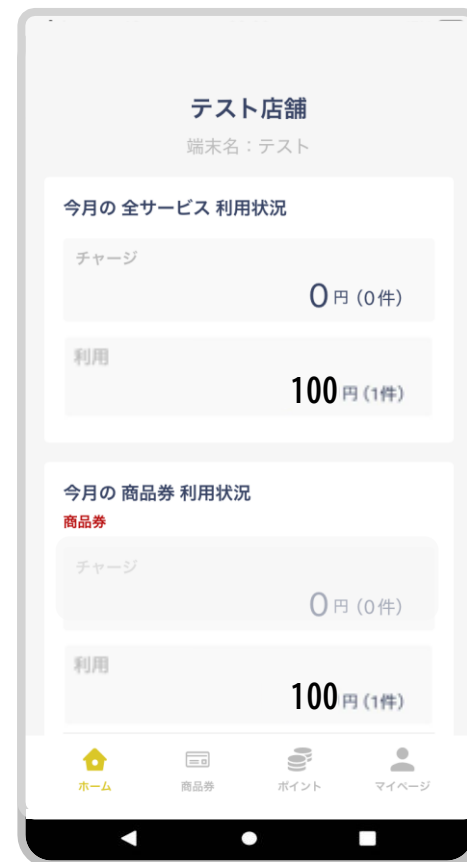 テスト店舗
端末名：テスト
今月の 全サービス 利用状況
チャージ
0円 (0件)
利用
100円 (1件)
今月の 商品券 利用状況
商品券
チャージ
0円 (0件)
利用
100円 (1件)
ホーム 商品券 ポイント マイページ